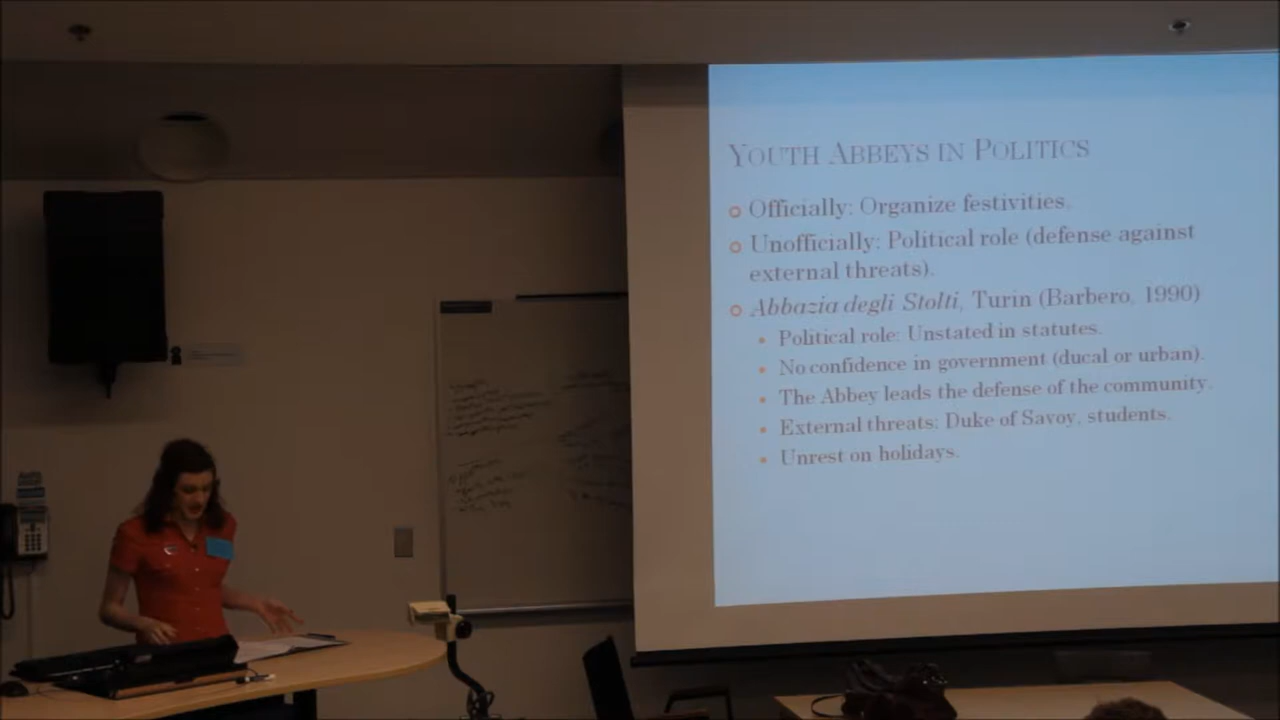 YOUTH ABBEYS IN POLITICS
Officially: Organize festivities.
Unofficially: Political role (defense against
external threats).
Abbazia degli Stolti, Turin (Barbero, 1990)
Political role: Unstated in statutes.
No confidence in government (ducal or urban).
The Abbey leads the defense of the community.
External threats: Duke of Savoy, students.
Unrest on holidays.